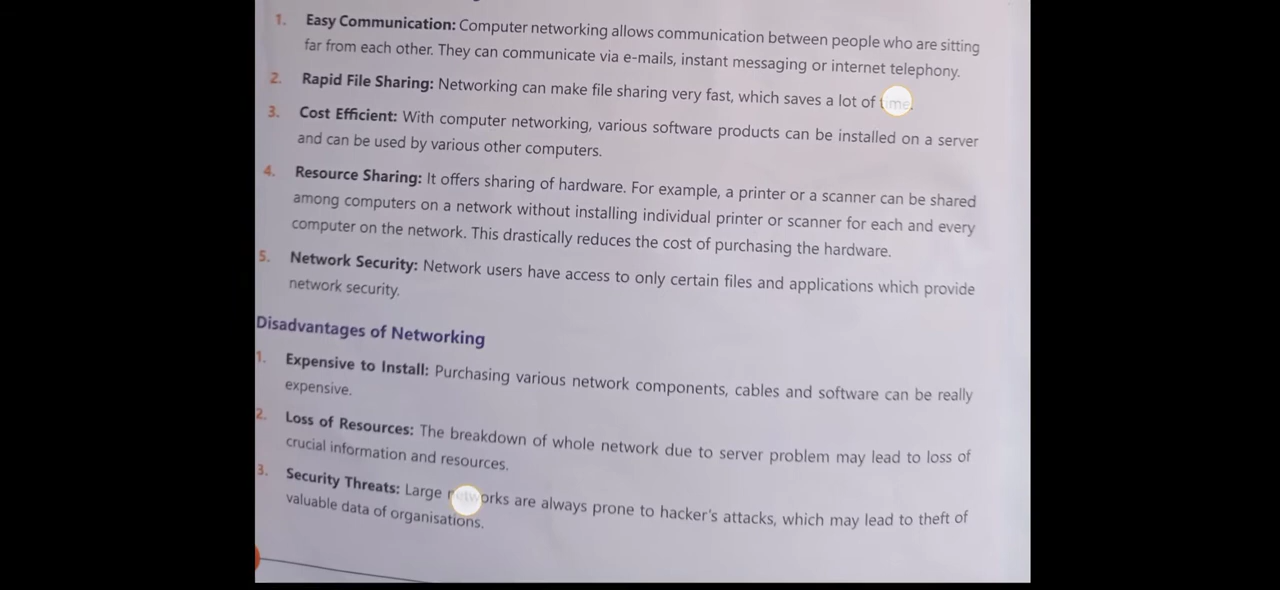 1. Easy Communication: Computer networking allows communication between people who are sitting
far from each other. They can communicate via e-mails, instant messaging or internet telephony.
2. Rapid File Sharing: Networking can make file sharing very fast, which saves a lot of time.
3. Cost Efficient: With computer networking, various software products can be installed on a server
and can be used by various other computers.
4. Resource Sharing: It offers sharing of hardware. For example, a printer or a scanner can be shared
among computers on a network without installing individual printer or scanner for each and every
computer on the network. This drastically reduces the cost of purchasing the hardware.
5. Network Security: Network users have access to only certain files and applications which provide
network security.
Disadvantages of Networking
1. Expensive to Install: Purchasing various network components, cables and software can be really
expensive.
2. Loss of Resources: The breakdown of whole network due to server problem may lead to loss of
crucial information and resources.
3. Security Threats: Large networks are always prone to hacker's attacks, which may lead to theft of
valuable data of organisations.